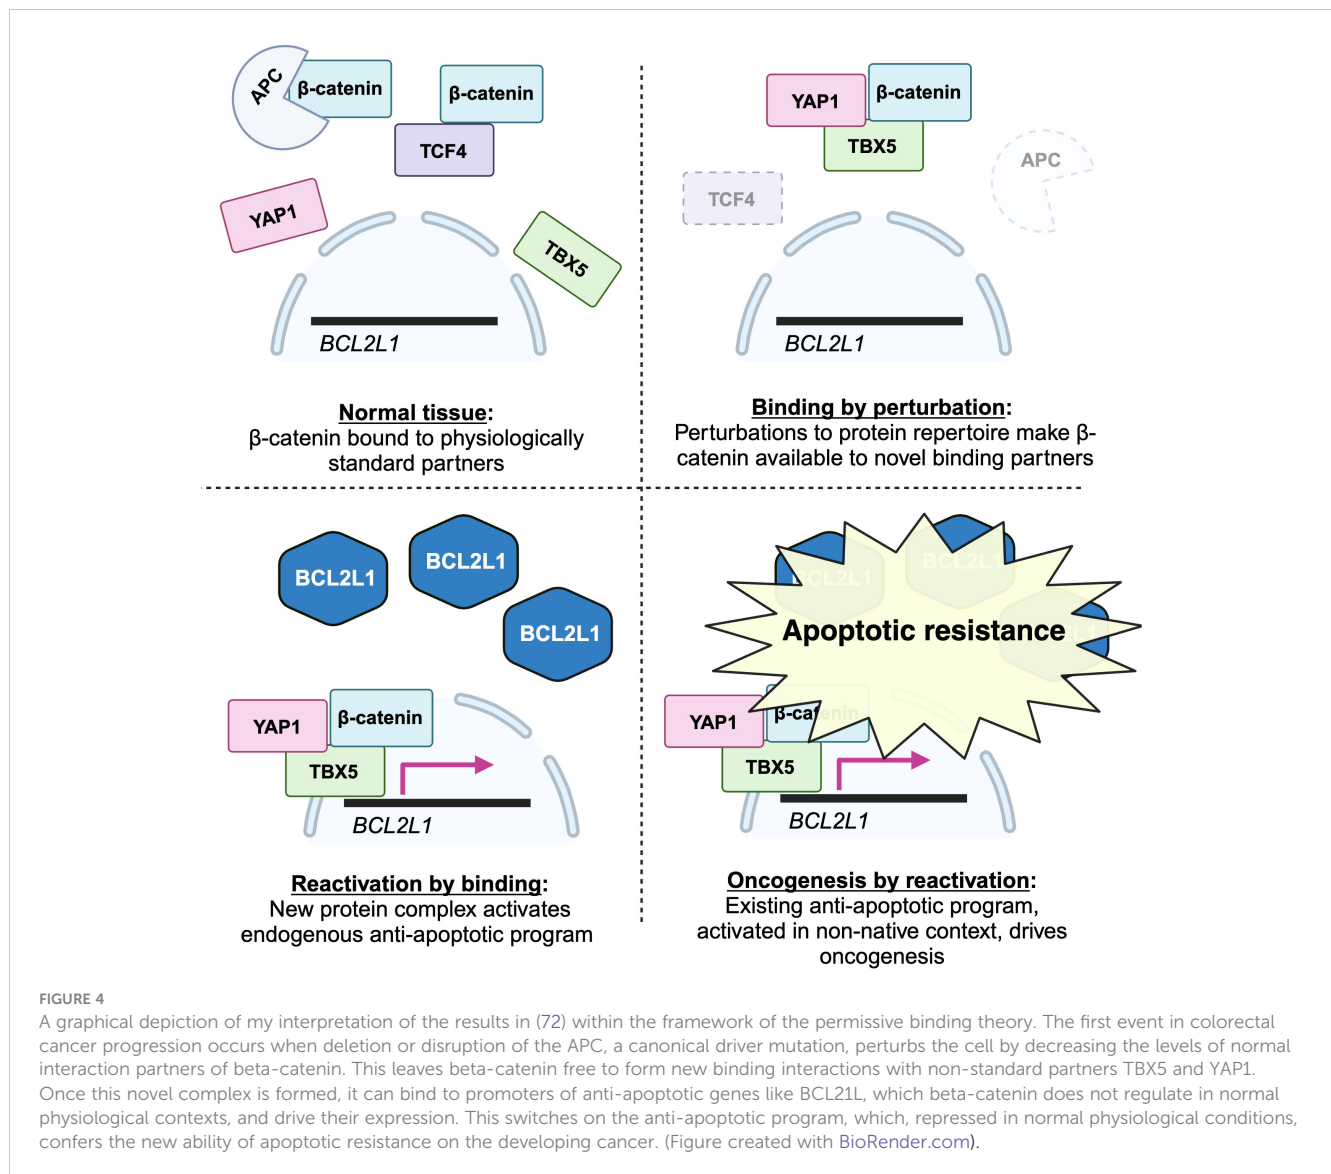 APC
β-catenin
β-catenin
TCF4
YAP1
TBX5
BCL2L1
Normal tissue:
β-catenin bound to physiologically
standard partners
YAP1
β-catenin
TBX5
TCF4
APC
BCL2L1
Binding by perturbation:
Perturbations to protein repertoire make β-
catenin available to novel binding partners
BCL2L1
BCL2L1
BCL2L1
YAP1
β-catenin
TBX5
BCL2L1
Reactivation by binding:
New protein complex activates
endogenous anti-apoptotic program
BCL2L1
BCL2L1
Apoptotic resistance
YAP1
β-catenin
TBX5
BCL2L1
Oncogenesis by reactivation:
Existing anti-apoptotic program,
activated in non-native context, drives
oncogenesis
FIGURE 4
A graphical depiction of my interpretation of the results in (72) within the framework of the permissive binding theory. The first event in colorectal
cancer progression occurs when deletion or disruption of the APC, a canonical driver mutation, perturbs the cell by decreasing the levels of normal
interaction partners of beta-catenin. This leaves beta-catenin free to form new binding interactions with non-standard partners TBX5 and YAP1.
Once this novel complex is formed, it can bind to promoters of anti-apoptotic genes like BCL21L, which beta-catenin does not regulate in normal
physiological contexts, and drive their expression. This switches on the anti-apoptotic program, which, repressed in normal physiological conditions,
confers the new ability of apoptotic resistance on the developing cancer. (Figure created with BioRender.com).